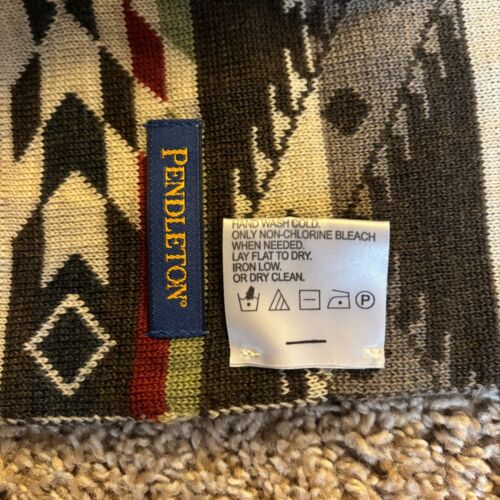 PENDLETON®
HAND WASH COLD.
ONLY NON-CHLORINE BLEACH
WHEN NEEDED.
LAY FLAT TO DRY.
IRON LOW.
OR DRY CLEAN.
P